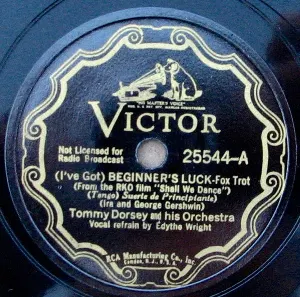 "HIS MASTER'S VOICE"
VICTOR
Not Licensed for
Radio Broadcast
25544-A
(I've Got) BEGINNER'S LUCK-Fox Trot
(From the RKO film "Shall We Dance")
(Tengo) Suerte de Principiante)
(Ira and George Gershwin)
Tommy Dorsey and his Orchestra
Vocal refrain by Edythe Wright
RCA Manufacturing Co., Inc.
Camden, N.J., U.S.A.